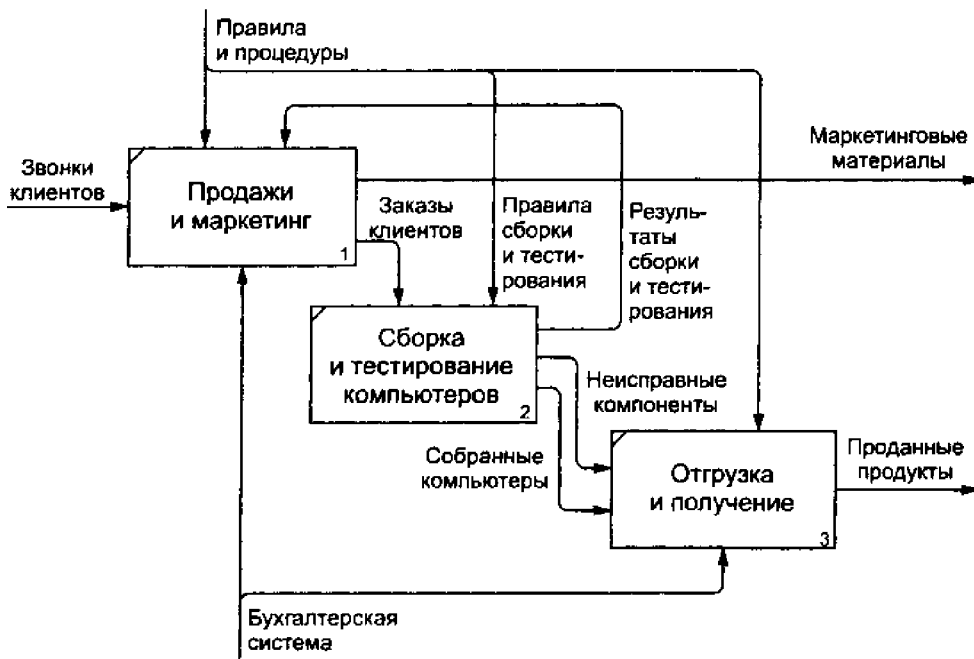 Правила
и процедуры
Звонки
клиентов
Продажи
и маркетинг
1
Маркетинговые
материалы
Заказы
клиентов
Правила
сборки
и тести-
рования
Резуль-
таты
сборки
и тести-
рования
Сборка
и тестирование
компьютеров
2
Неисправные
компоненты
Собранные
компьютеры
Отгрузка
и получение
3
Проданные
продукты
Бухгалтерская
система